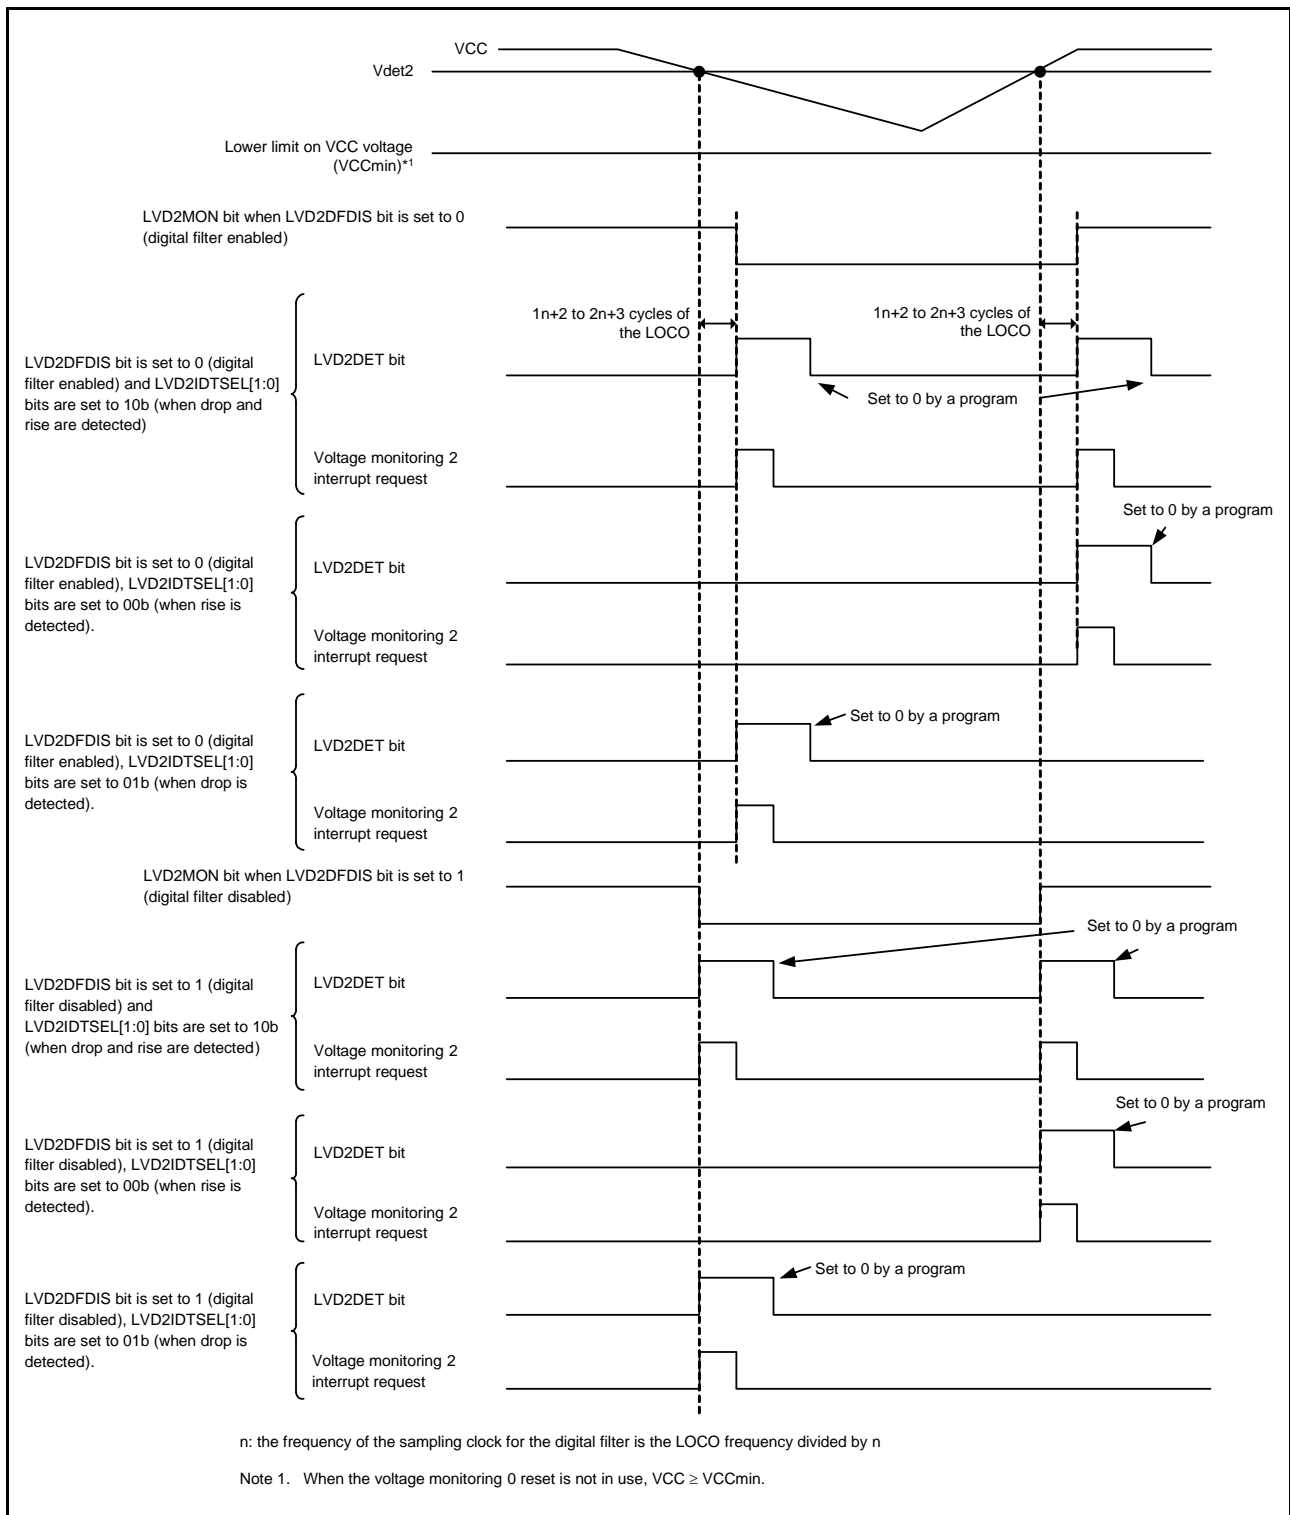 VCC
Vdet2
Lower limit on VCC voltage
(VCCmin)*1
LVD2MON bit when LVD2DFDIS bit is set to 0
(digital filter enabled)
1n+2 to 2n+3 cycles of
the LOCO
1n+2 to 2n+3 cycles of
the LOCO
LVD2DFDIS bit is set to 0 (digital
filter enabled) and LVD2IDTSEL[1:0]
bits are set to 10b (when drop and
rise are detected)
LVD2DET bit
Set to 0 by a program
Voltage monitoring 2
interrupt request
Set to 0 by a program
LVD2DFDIS bit is set to 0 (digital
filter enabled), LVD2IDTSEL[1:0]
bits are set to 00b (when rise is
detected).
LVD2DET bit
Voltage monitoring 2
interrupt request
Set to 0 by a program
LVD2DFDIS bit is set to 0 (digital
filter enabled), LVD2IDTSEL[1:0]
bits are set to 01b (when drop is
detected).
LVD2DET bit
Voltage monitoring 2
interrupt request
LVD2MON bit when LVD2DFDIS bit is set to 1
(digital filter disabled)
Set to 0 by a program
LVD2DFDIS bit is set to 1 (digital
filter disabled) and
LVD2IDTSEL[1:0] bits are set to 10b
(when drop and rise are detected)
LVD2DET bit
Voltage monitoring 2
interrupt request
Set to 0 by a program
LVD2DFDIS bit is set to 1 (digital
filter disabled), LVD2IDTSEL[1:0]
bits are set to 00b (when rise is
detected).
LVD2DET bit
Voltage monitoring 2
interrupt request
Set to 0 by a program
LVD2DFDIS bit is set to 1 (digital
filter disabled), LVD2IDTSEL[1:0]
bits are set to 01b (when drop is
detected).
LVD2DET bit
Voltage monitoring 2
interrupt request
n: the frequency of the sampling clock for the digital filter is the LOCO frequency divided by n
Note 1. When the voltage monitoring 0 reset is not in use, VCC ≥ VCCmin.